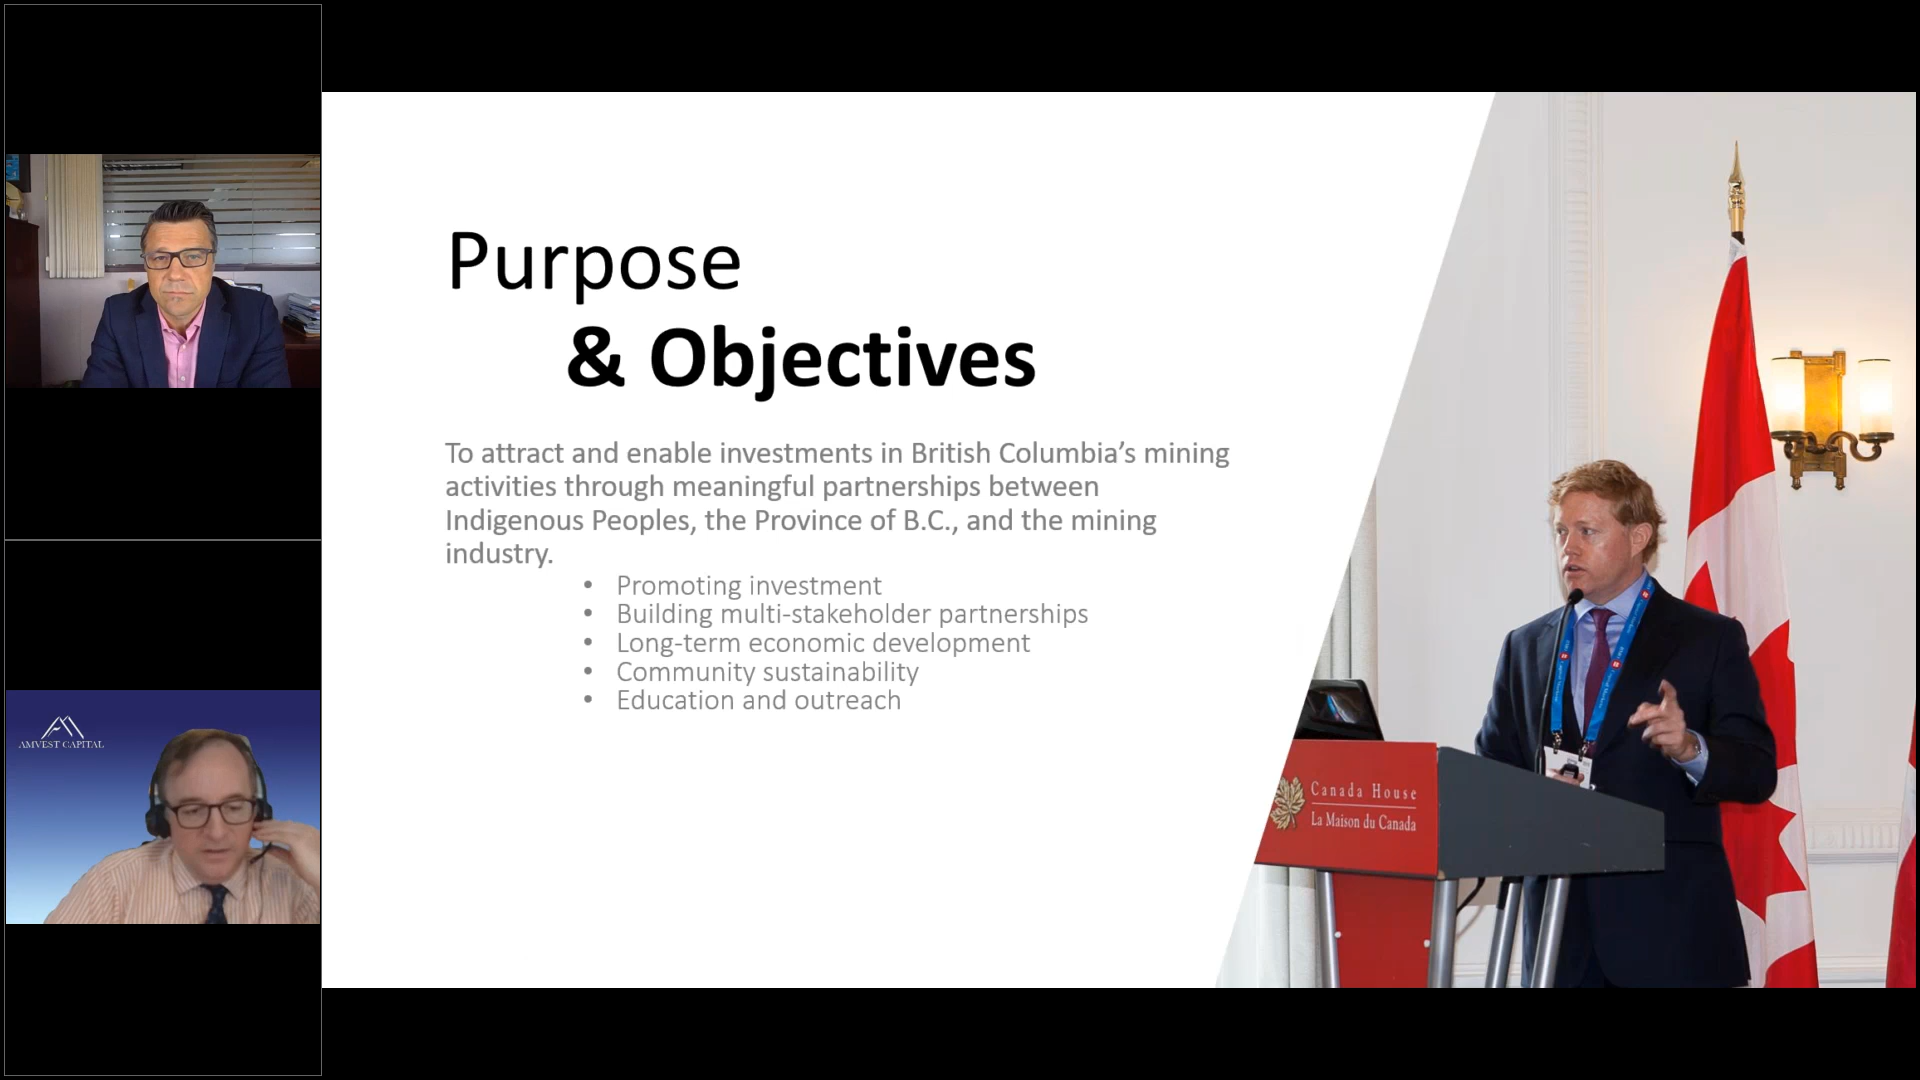 Purpose
& Objectives
To attract and enable investments in British Columbia’s mining
activities through meaningful partnerships between
Indigenous Peoples, the Province of B.C., and the mining
industry.
• Promoting investment
• Building multi-stakeholder partnerships
• Long-term economic development
• Community sustainability
• Education and outreach
Canada House
La Maison du Canada
AMVEST CAPITAL